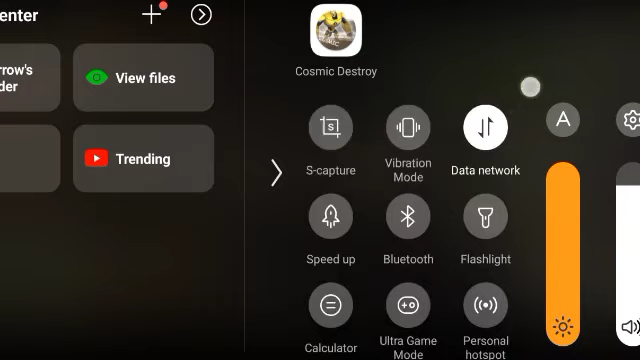 enter
rrow's
der
View files
Trending
Cosmic Destroy
S
A
S-capture
Vibration
Mode
Data network
Speed up
Bluetooth
Flashlight
Calculator
Ultra Game
Mode
Personal
hotspot